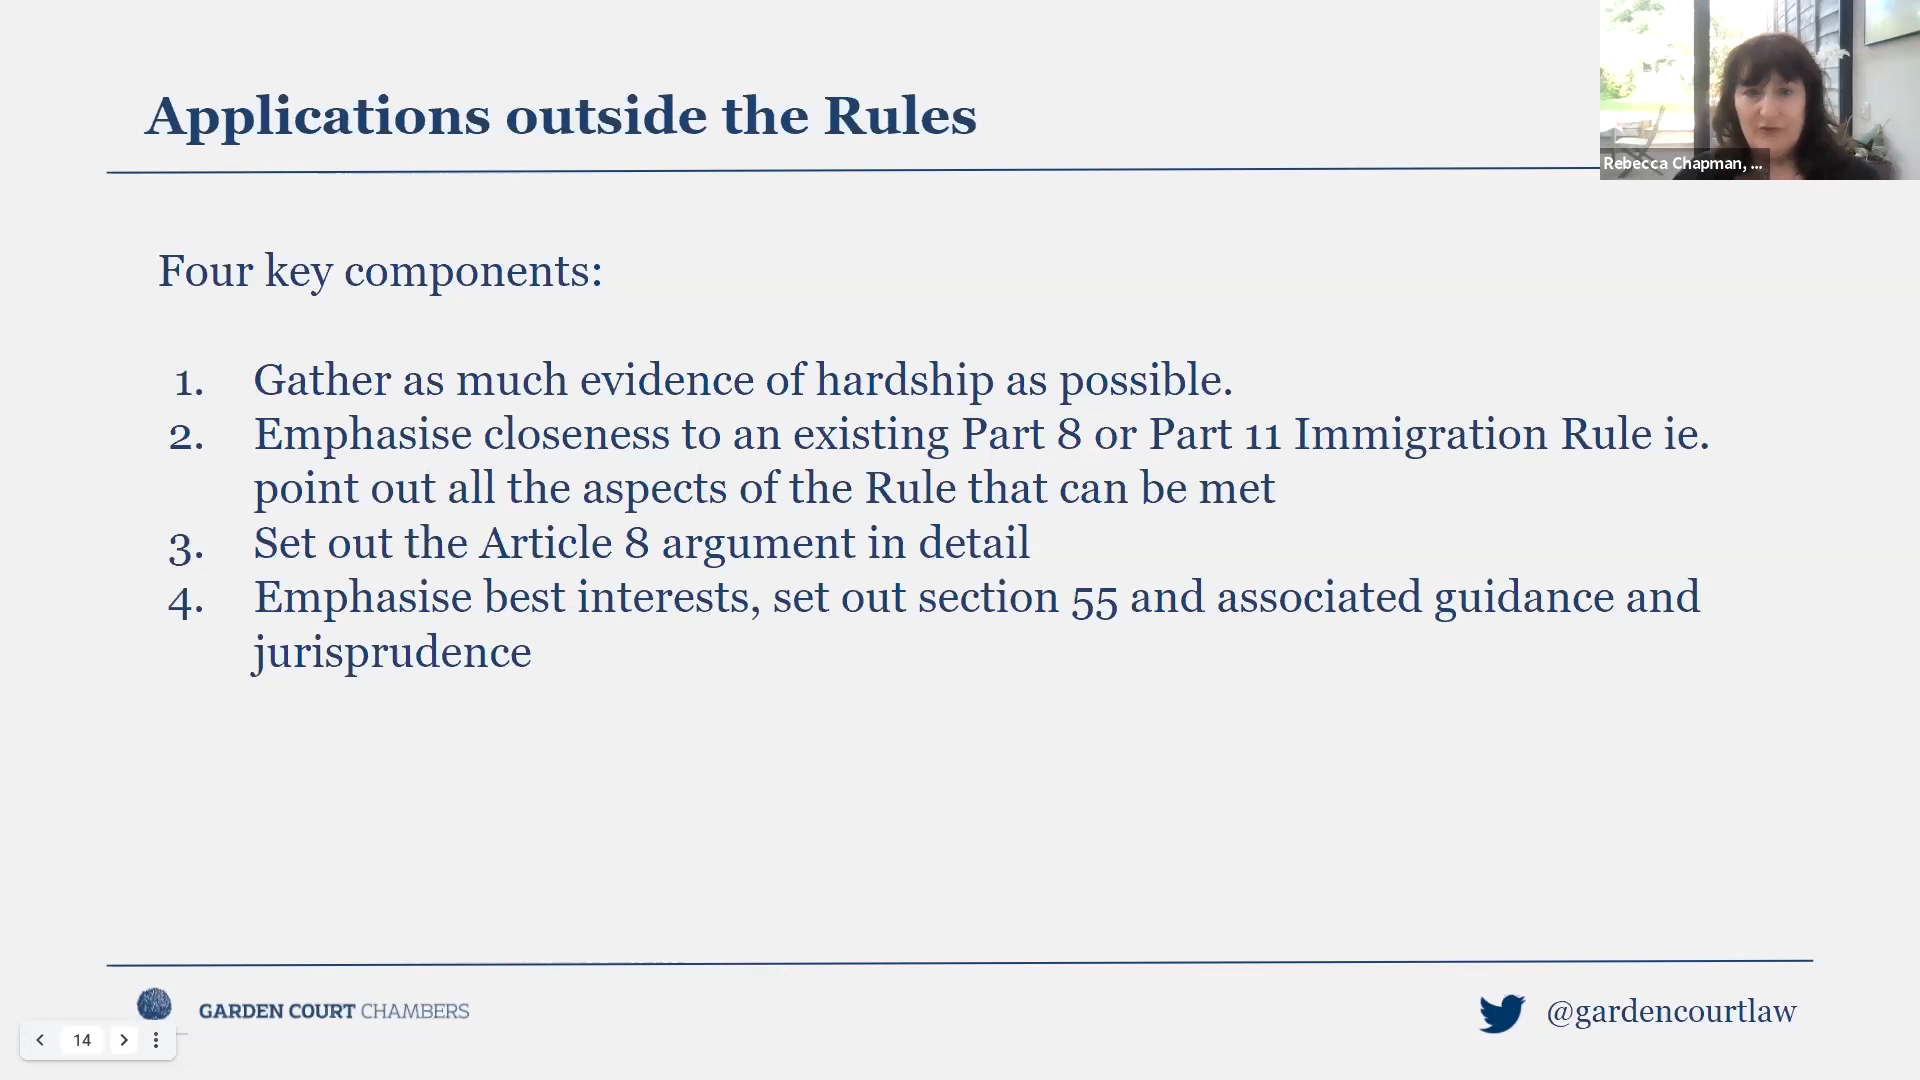 Applications outside the Rules
Rebecca Chapman, ...
Four key components:
1. Gather as much evidence of hardship as possible.
2. Emphasise closeness to an existing Part 8 or Part 11 Immigration Rule ie.
point out all the aspects of the Rule that can be met
3. Set out the Article 8 argument in detail
4. Emphasise best interests, set out section 55 and associated guidance and
jurisprudence
GARDEN COURT CHAMBERS
@gardencourtlaw
14